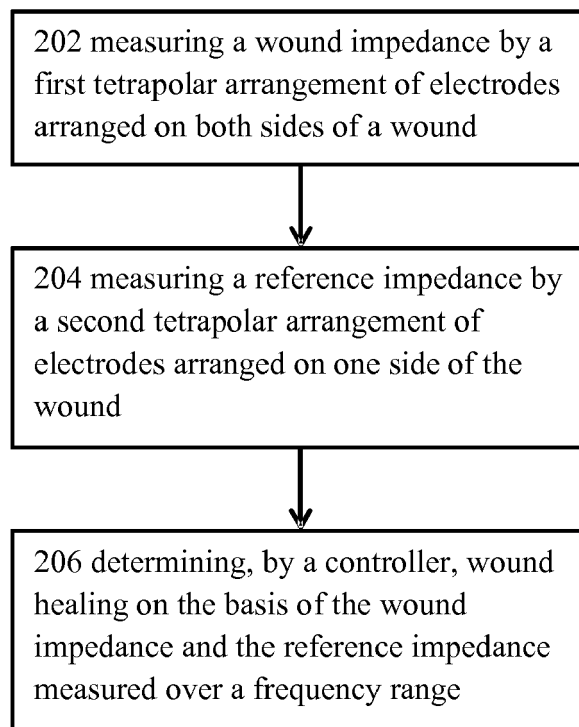 202 measuring a wound impedance by a
first tetrapolar arrangement of electrodes
arranged on both sides of a wound
204 measuring a reference impedance by
a second tetrapolar arrangement of
electrodes arranged on one side of the
wound
206 determining, by a controller, wound
healing on the basis of the wound
impedance and the reference impedance
measured over a frequency range